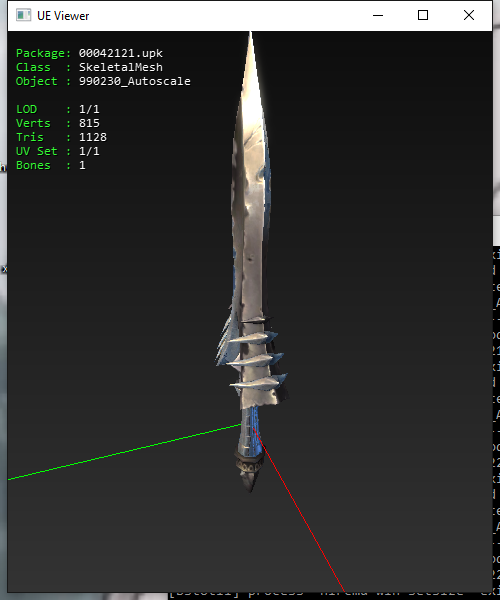 UE Viewer
Package: 00042121.upk
Class : SkeletalMesh
Object : 990230_Autoscale
LOD : 1/1
Verts : 815
Tris : 1128
UV Set : 1/1
Bones : 1